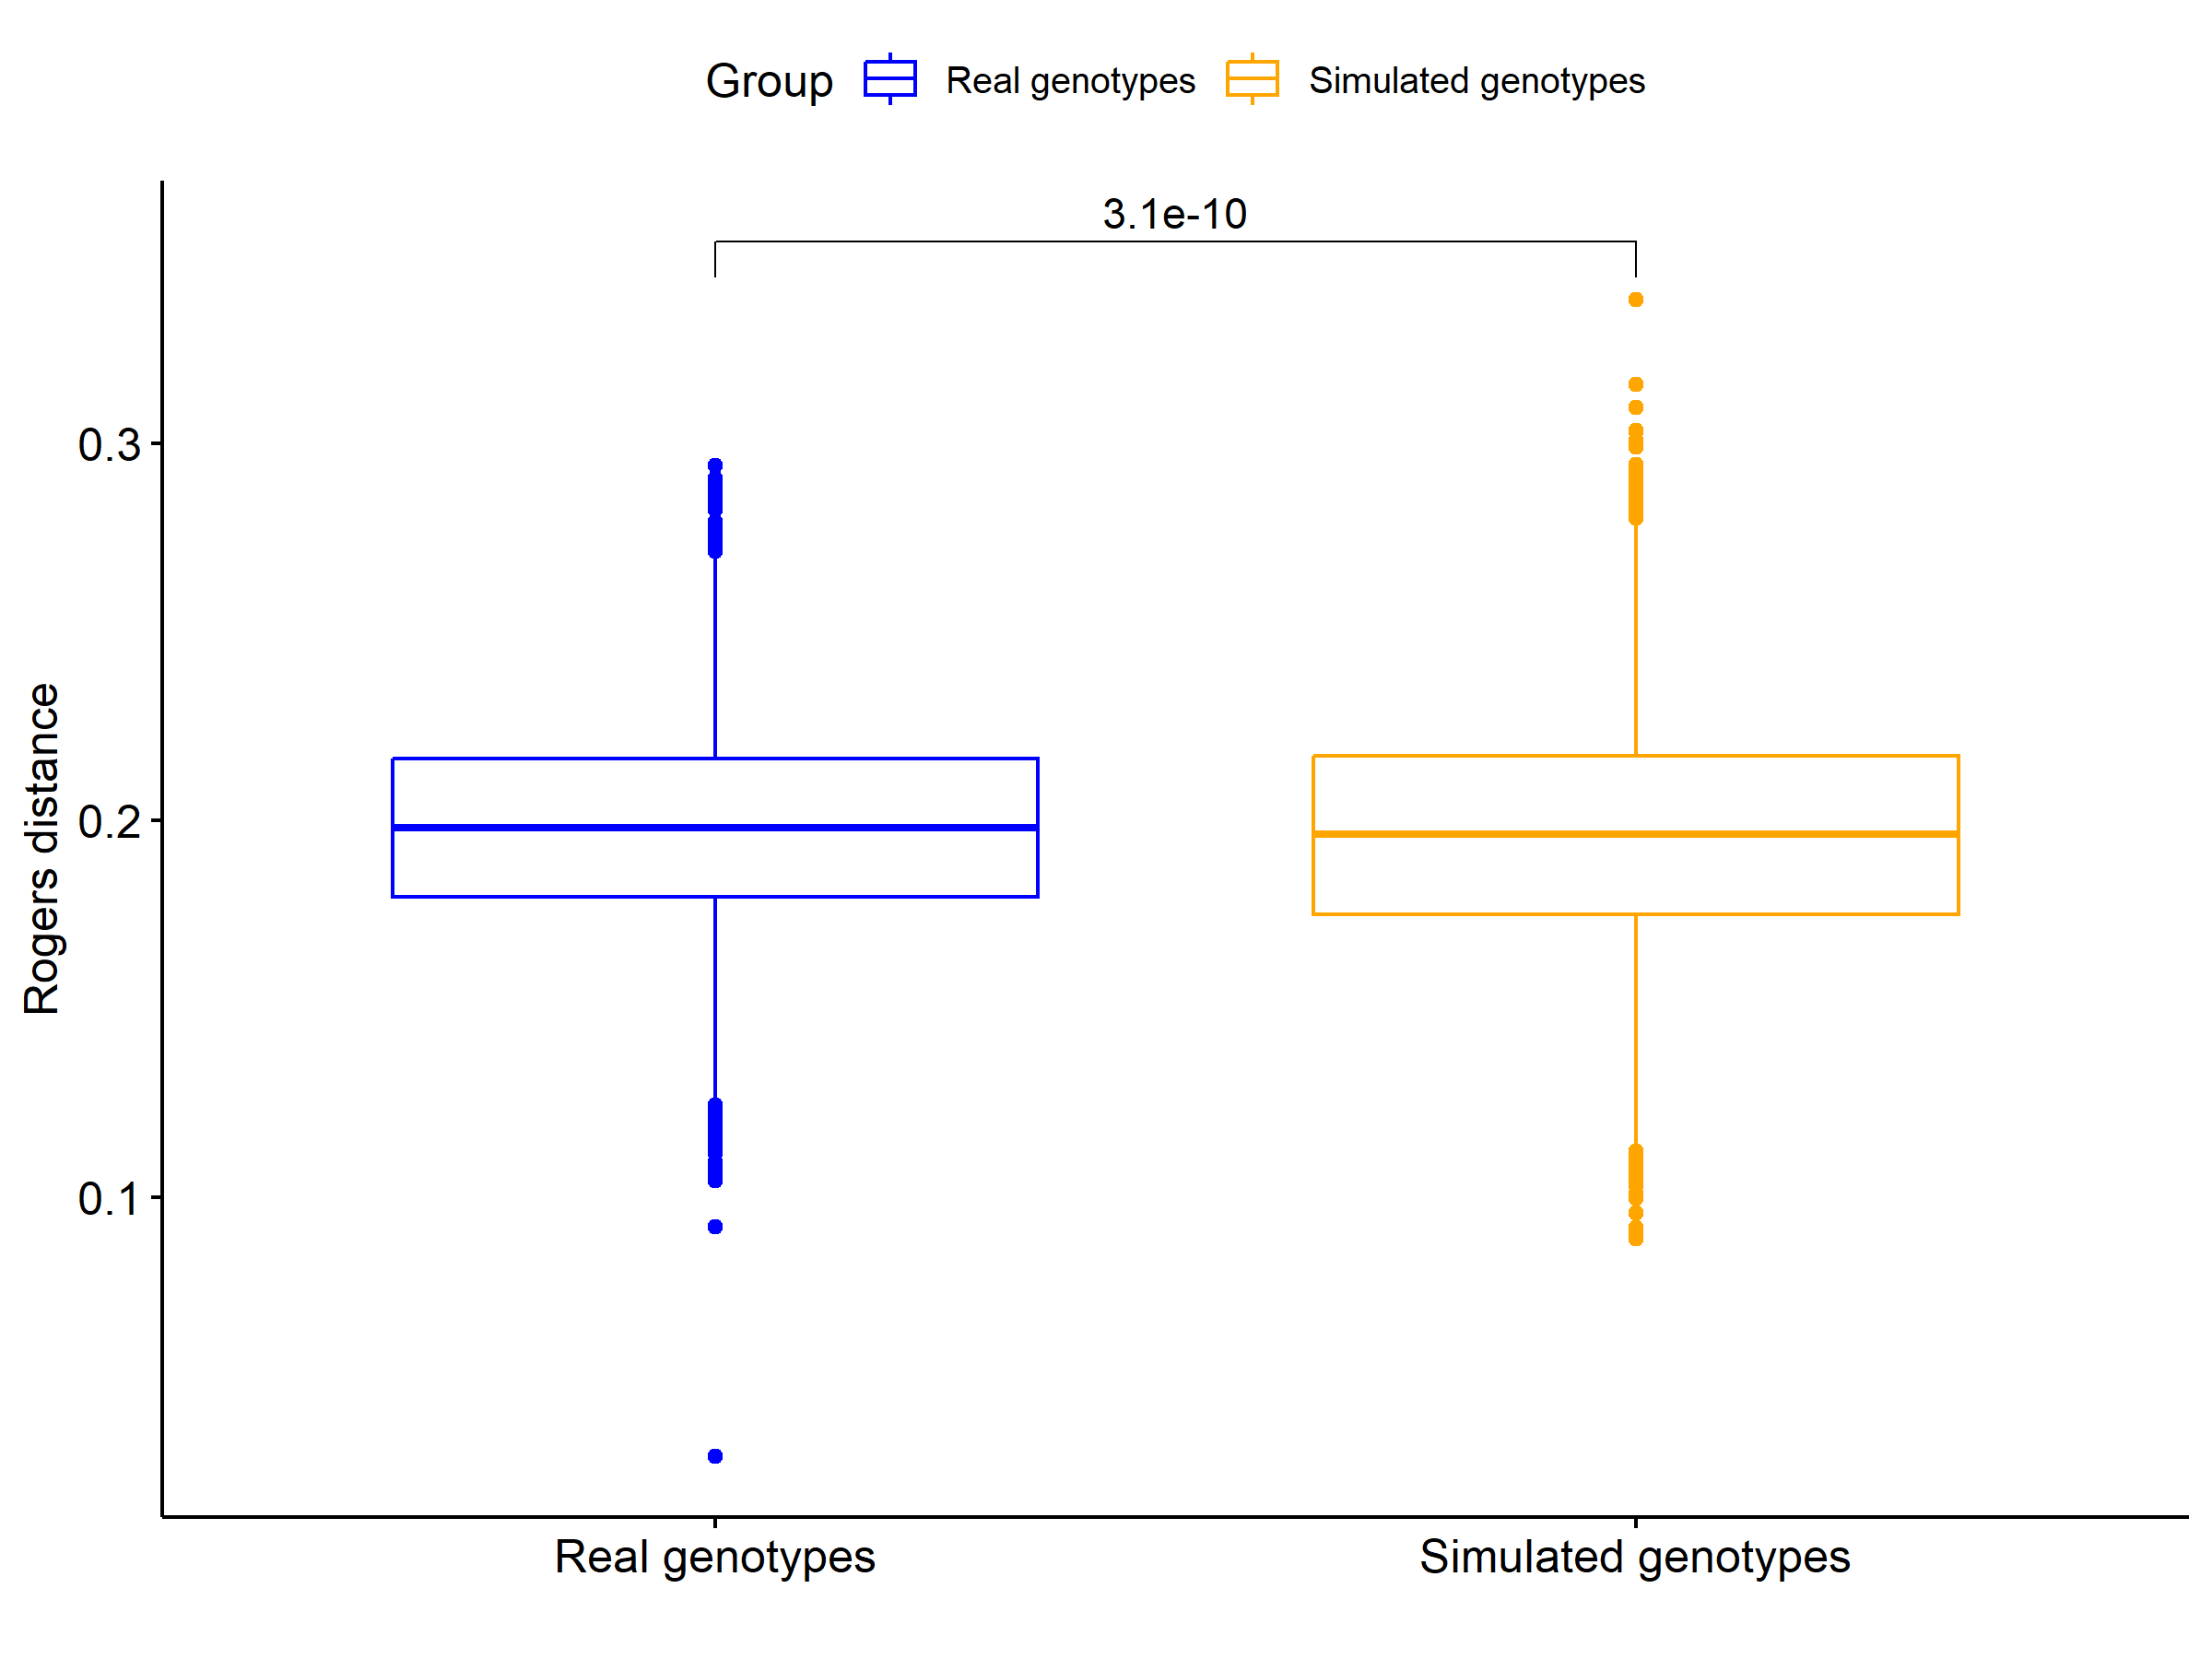 Group Real genotypes Simulated genotypes
3.1e-10
0.3
0.2
0.1
Rogers distance
Real genotypes Simulated genotypes